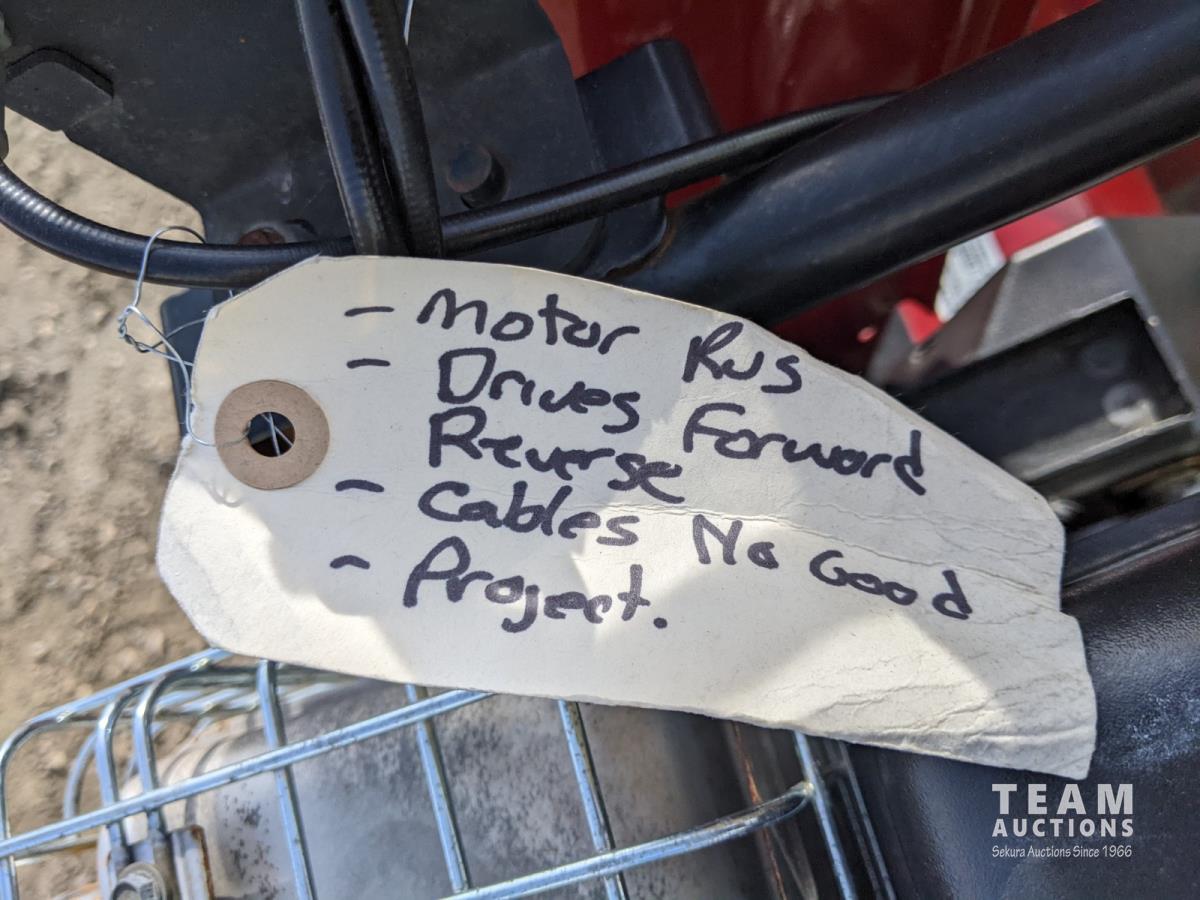 - Motor Rus
- Drives Forword
Reverse
- Cables No Good
- Project.
TEAM
AUCTIONS
Sekura Auctions Since 1966